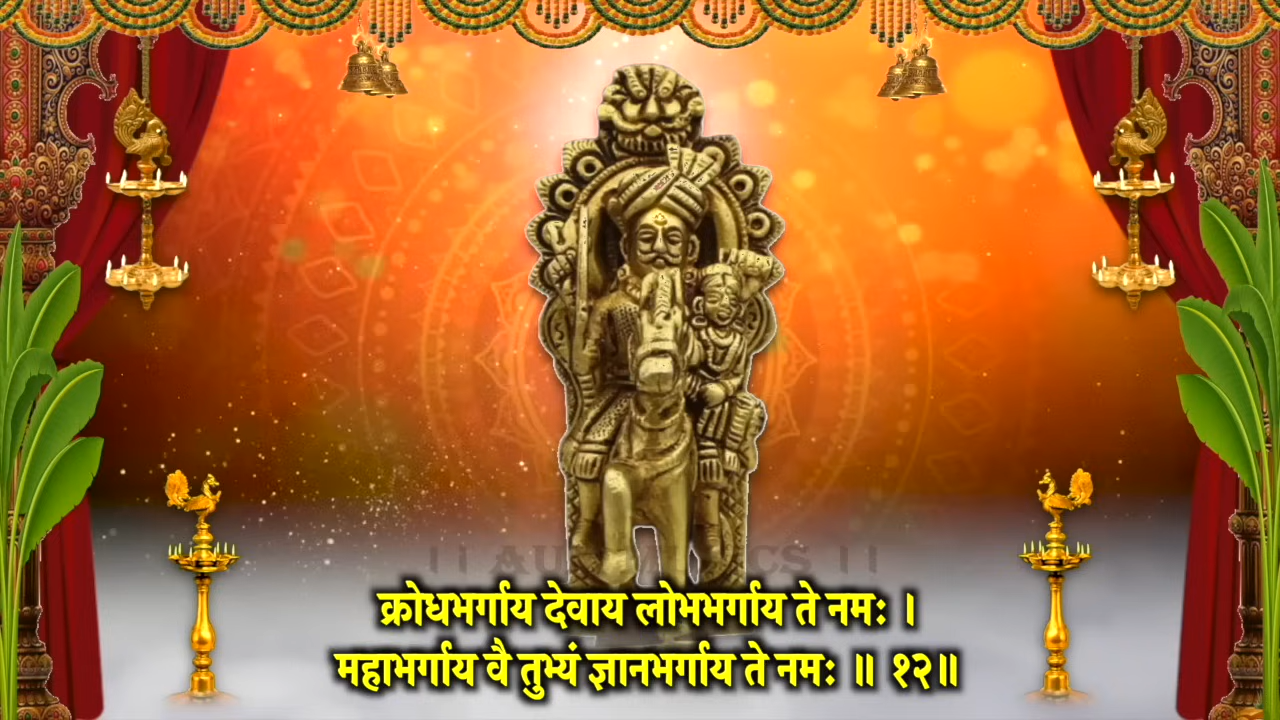 क्रोधभर्गाय देवाय लोभभर्गाय ते नमः ।
महाभर्गाय वै तुभ्यं ज्ञानभर्गाय ते नमः ॥ १२॥